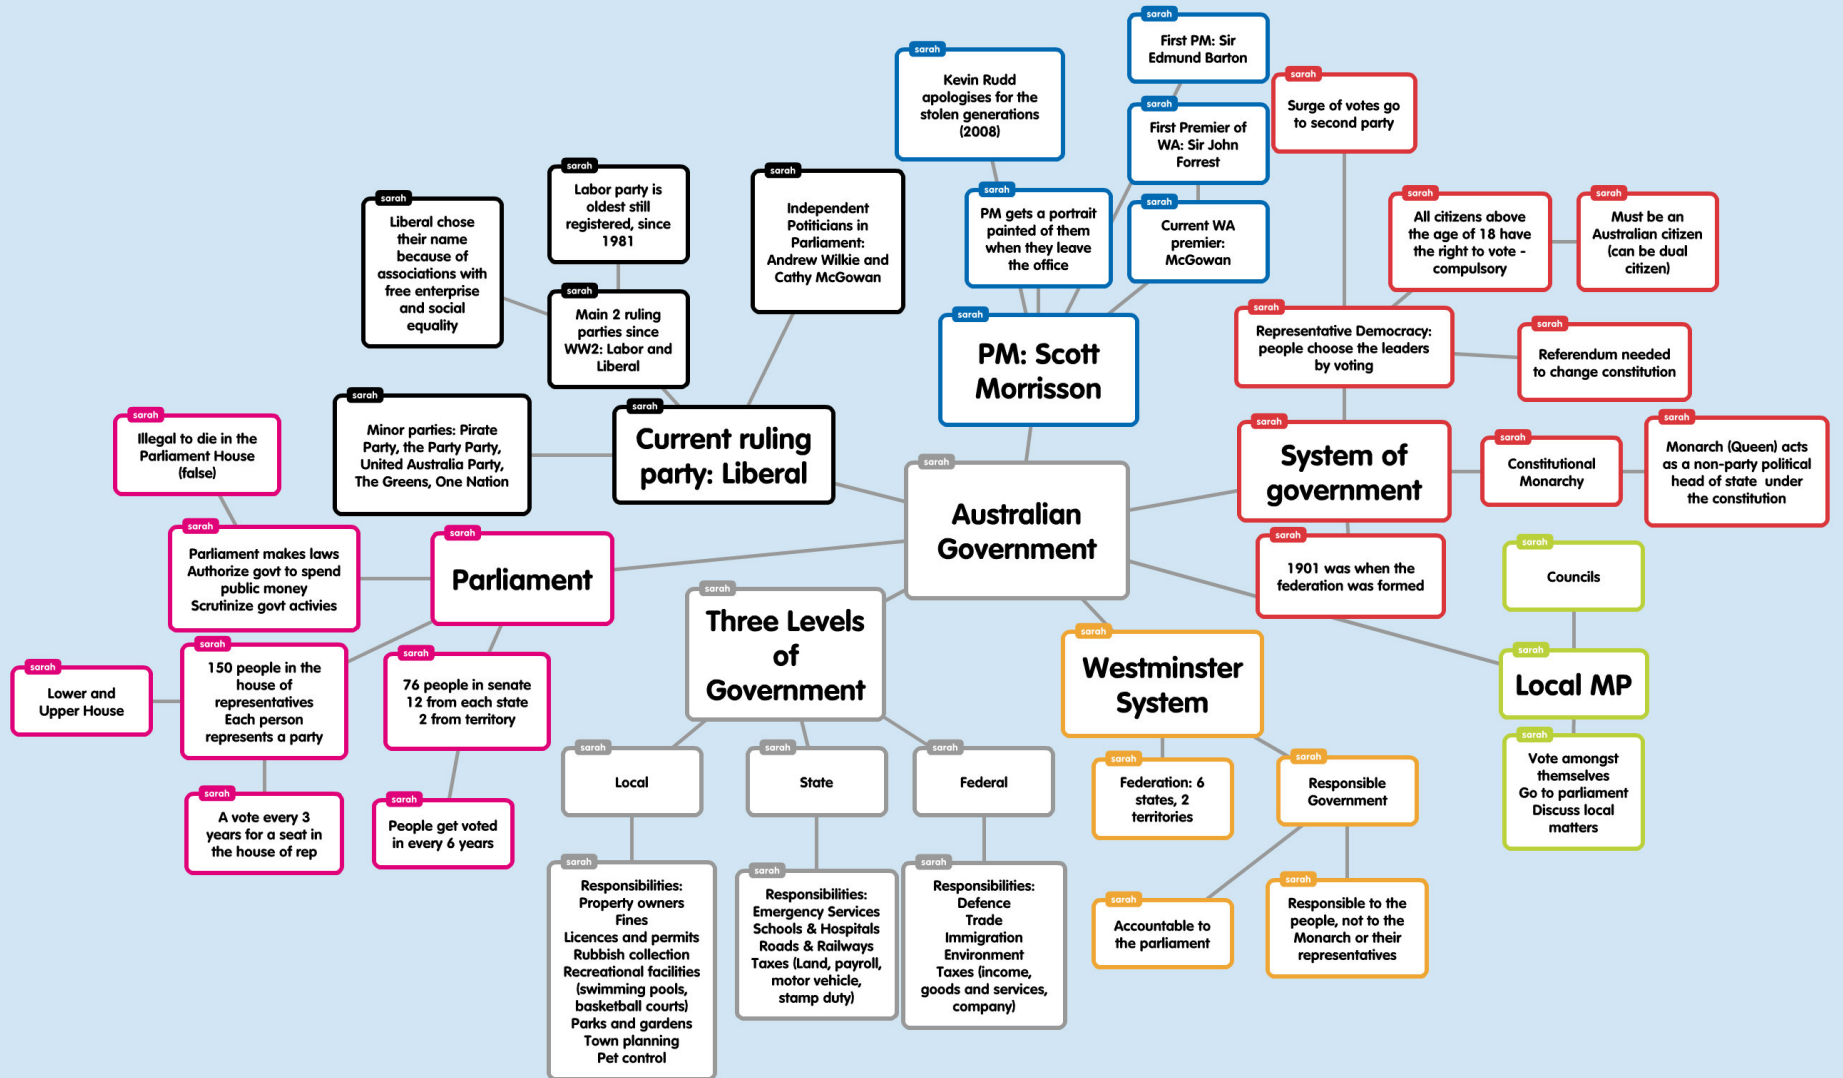 sarah
First PM: Sir
Edmund Barton
sarah
Kevin Rudd
apologises for the
stolen generations
(2008)
sarah
First Premier of
WA: Sir John
Forrest
sarah
PM gets a portrait
painted of them
when they leave
the office
sarah
Current WA
premier:
McGowan
sarah
PM: Scott
Morrisson
sarah
Surge of votes go
to second party
sarah
All citizens above
the age of 18 have
the right to vote -
compulsory
sarah
Must be an
Australian citizen
(can be dual
citizen)
sarah
Representative Democracy:
people choose the leaders
by voting
sarah
Referendum needed
to change constitution
sarah
System of
government
sarah
Constitutional
Monarchy
sarah
Monarch (Queen) acts
as a non-party political
head of state under
the constitution
sarah
1901 was when the
federation was formed
sarah
Labor party is
oldest still
registered, since
1981
sarah
Independent
Potiticians in
Parliament:
Andrew Wilkie and
Cathy McGowan
sarah
Liberal chose
their name
because of
associations with
free enterprise
and social
equality
sarah
Main 2 ruling
parties since
WW2: Labor and
Liberal
sarah
Minor parties: Pirate
Party, the Party Party,
United Australia Party,
The Greens, One Nation
sarah
Current ruling
party: Liberal
sarah
Australian
Government
sarah
Illegal to die in the
Parliament House
(false)
sarah
Parliament makes laws
Authorize govt to spend
public money
Scrutinize govt activies
sarah
Parliament
sarah
Lower and
Upper House
sarah
150 people in the
house of
representatives
Each person
represents a party
sarah
76 people in senate
12 from each state
2 from territory
sarah
A vote every 3
years for a seat in
the house of rep
sarah
People get voted
in every 6 years
sarah
Three Levels
of
Government
sarah
Local
sarah
State
sarah
Federal
sarah
Responsibilities:
Property owners
Fines
Licences and permits
Rubbish collection
Recreational facilities
(swimming pools,
basketball courts)
Parks and gardens
Town planning
Pet control
sarah
Responsibilities:
Emergency Services
Schools & Hospitals
Roads & Railways
Taxes (Land, payroll,
motor vehicle,
stamp duty)
sarah
Responsibilities:
Defence
Trade
Immigration
Environment
Taxes (income,
goods and services,
company)
sarah
Westminster
System
sarah
Federation: 6
states, 2
territories
sarah
Responsible
Government
sarah
Accountable to
the parliament
sarah
Responsible to the
people, not to the
Monarch or their
representatives
sarah
Councils
sarah
Local MP
sarah
Vote amongst
themselves
Go to parliament
Discuss local
matters